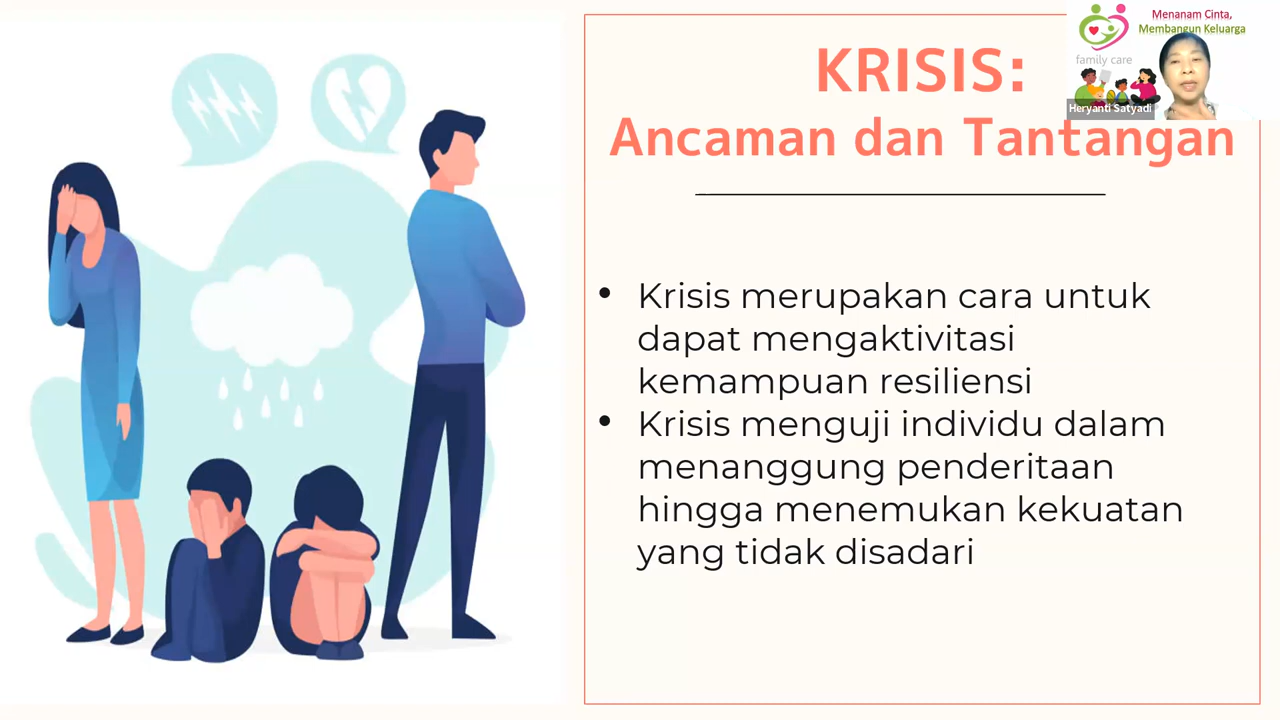 Menanam Cinta,
Membangun Keluarga
family care
Heryanti Satyadi
KRISIS:
Ancaman dan Tantangan
• Krisis merupakan cara untuk
dapat mengaktivitasi
kemampuan resiliensi
• Krisis menguji individu dalam
menanggung penderitaan
hingga menemukan kekuatan
yang tidak disadari